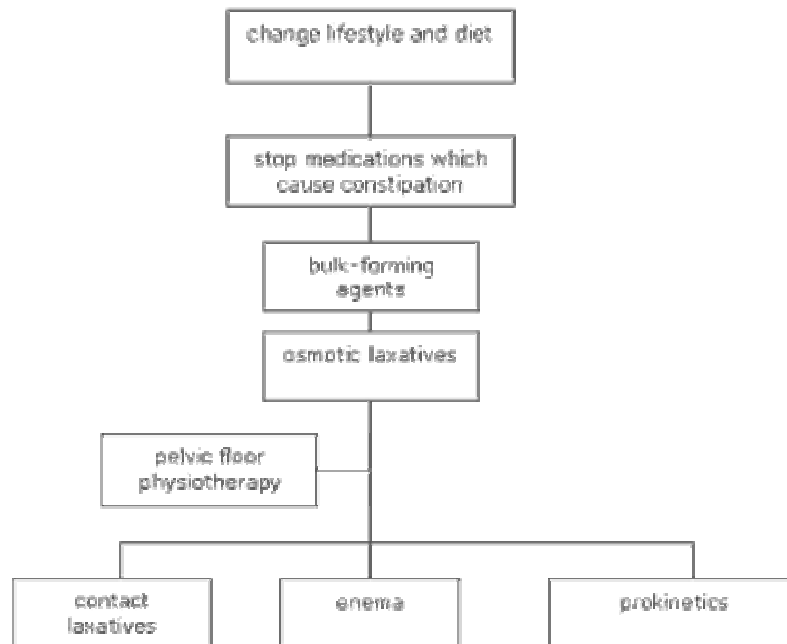 change lifestyle and diet
stop medications which
cause constipation
bulk-forming
agents
osmotic laxatives
pelvic floor
physiotherapy
contact
laxatives
enema
prokinetics